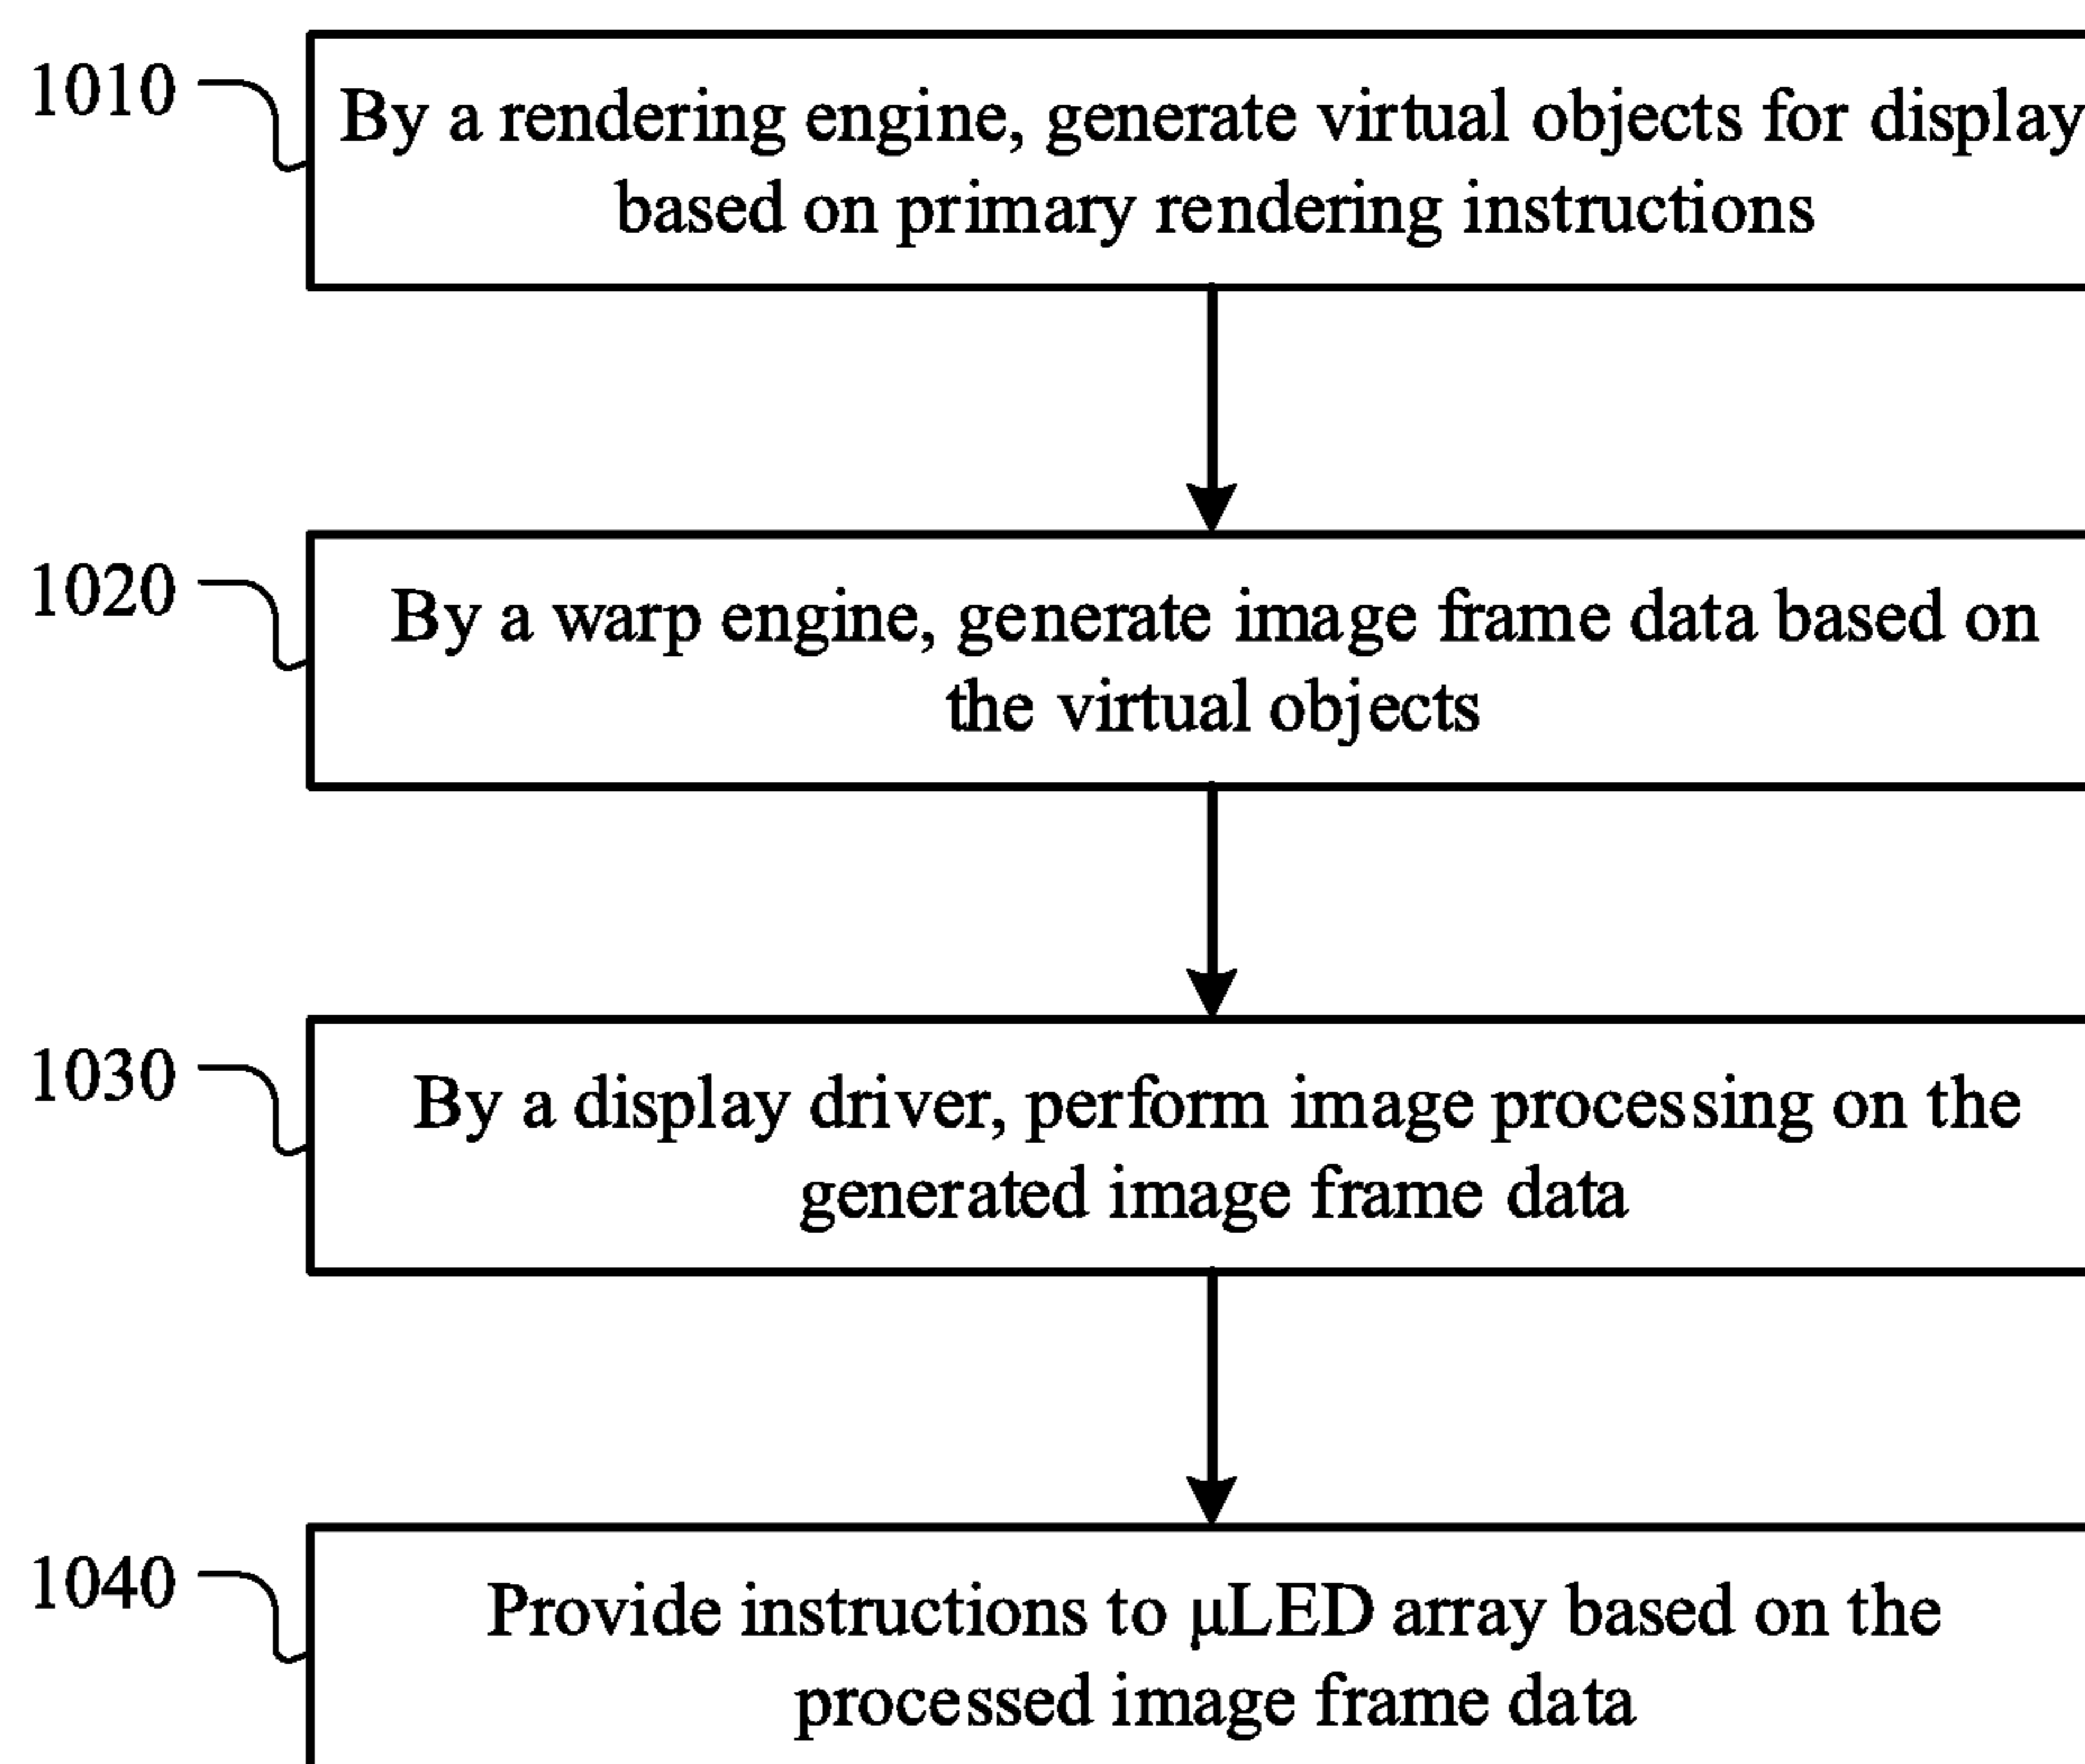 1010
By a rendering engine, generate virtual objects for display
based on primary rendering instructions
1020
By a warp engine, generate image frame data based on
the virtual objects
1030
By a display driver, perform image processing on the
generated image frame data
1040
Provide instructions to µLED array based on the
processed image frame data